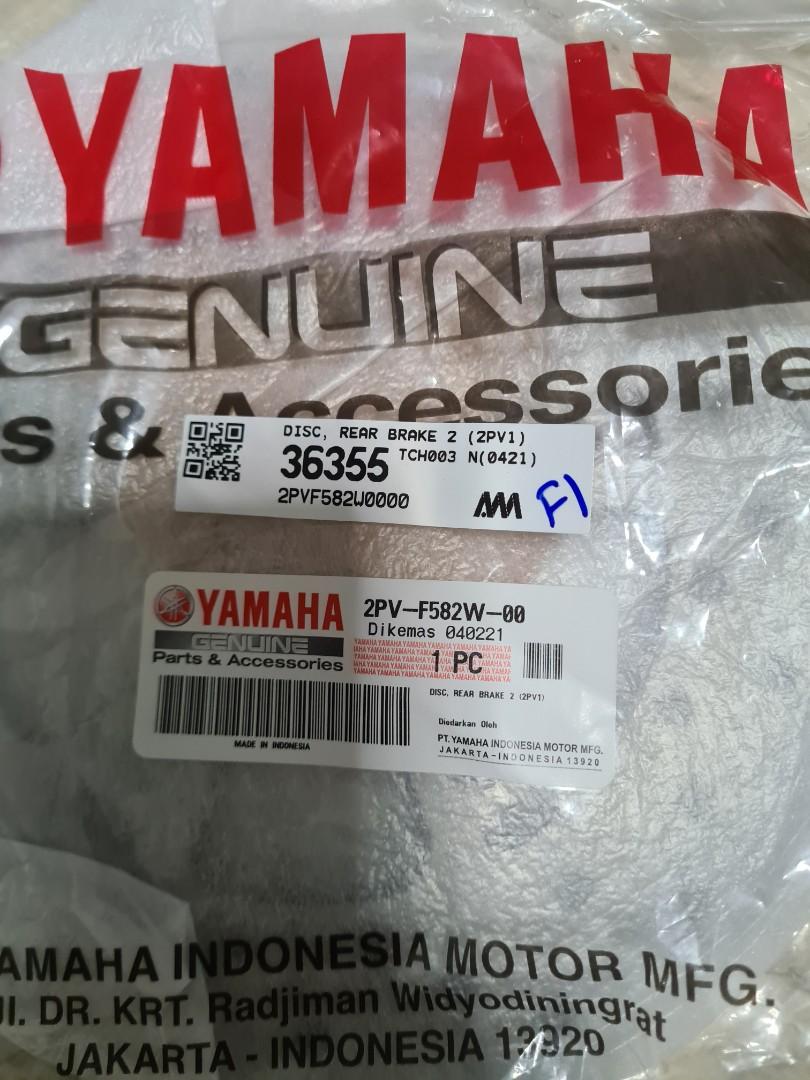 YAMAHA
GENUINE
s & Accessorie
DISC, REAR BRAKE 2 (2PV1)
36355 TCH003 N(0421)
2PVF582W0000
AM F1
YAMAHA 2PV-F582W-00
GENUINE Dikemas 040221
Parts & Accessories 1 PC
DISC, REAR BRAKE 2 (2PV1)
Diedarkan Oleh
PT. YAMAHA INDONESIA MOTOR MFG.
MADE IN INDONESIA JAKARTA-INDONESIA 13920
YAMAHA INDONESIA MOTOR MFG.
Jl. DR. KRT. Radjiman Widyodiningrat
JAKARTA - INDONESIA 13920